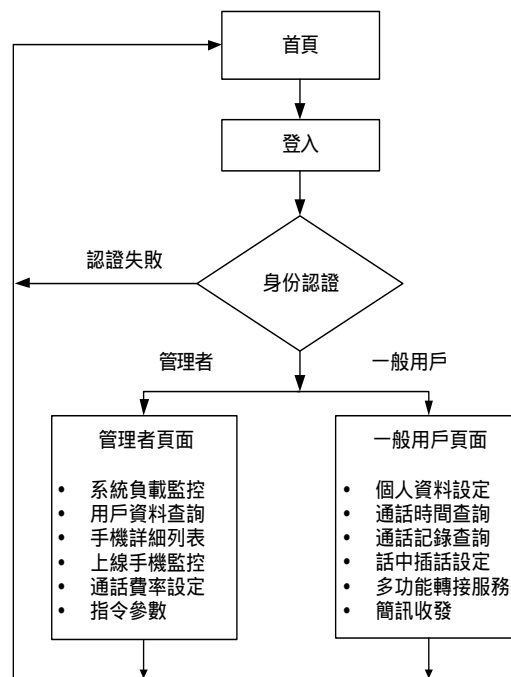 首頁
登入
認證失敗
身份認證
管理者
一般用戶
管理者頁面
• 系統負載監控
• 用戶資料查詢
• 手機詳細列表
• 上線手機監控
• 通話費率設定
• 指令參數
一般用戶頁面
• 個人資料設定
• 通話時間查詢
• 通話記錄查詢
• 話中插話設定
• 多功能轉接服務
• 簡訊收發